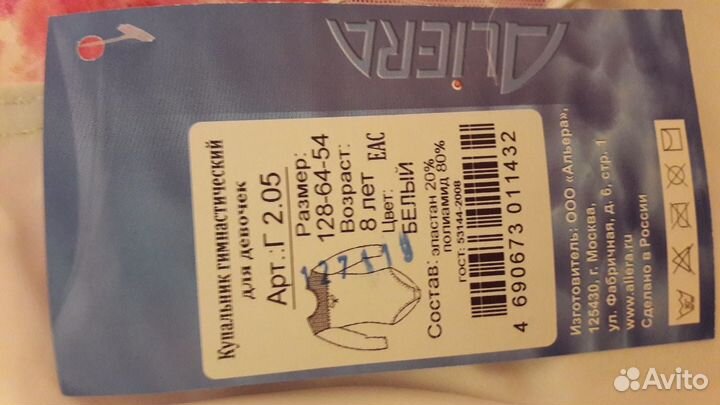 ALIERA
Купальник гимнастический
для девочек
Арт.:Г 2.05
Размер:
128-64-54
Возраст:
8 лет EAC
Цвет:
БЕЛЫЙ
Состав: эластан 20%
полиамид 80%
ГОСТ: 53144-2008
4 690673 011432
Изготовитель: ООО «Альера»,
125430, г. Москва,
ул. Фабричная, д. 6, стр. 1
www.aliera.ru
Сделано в России
Avito